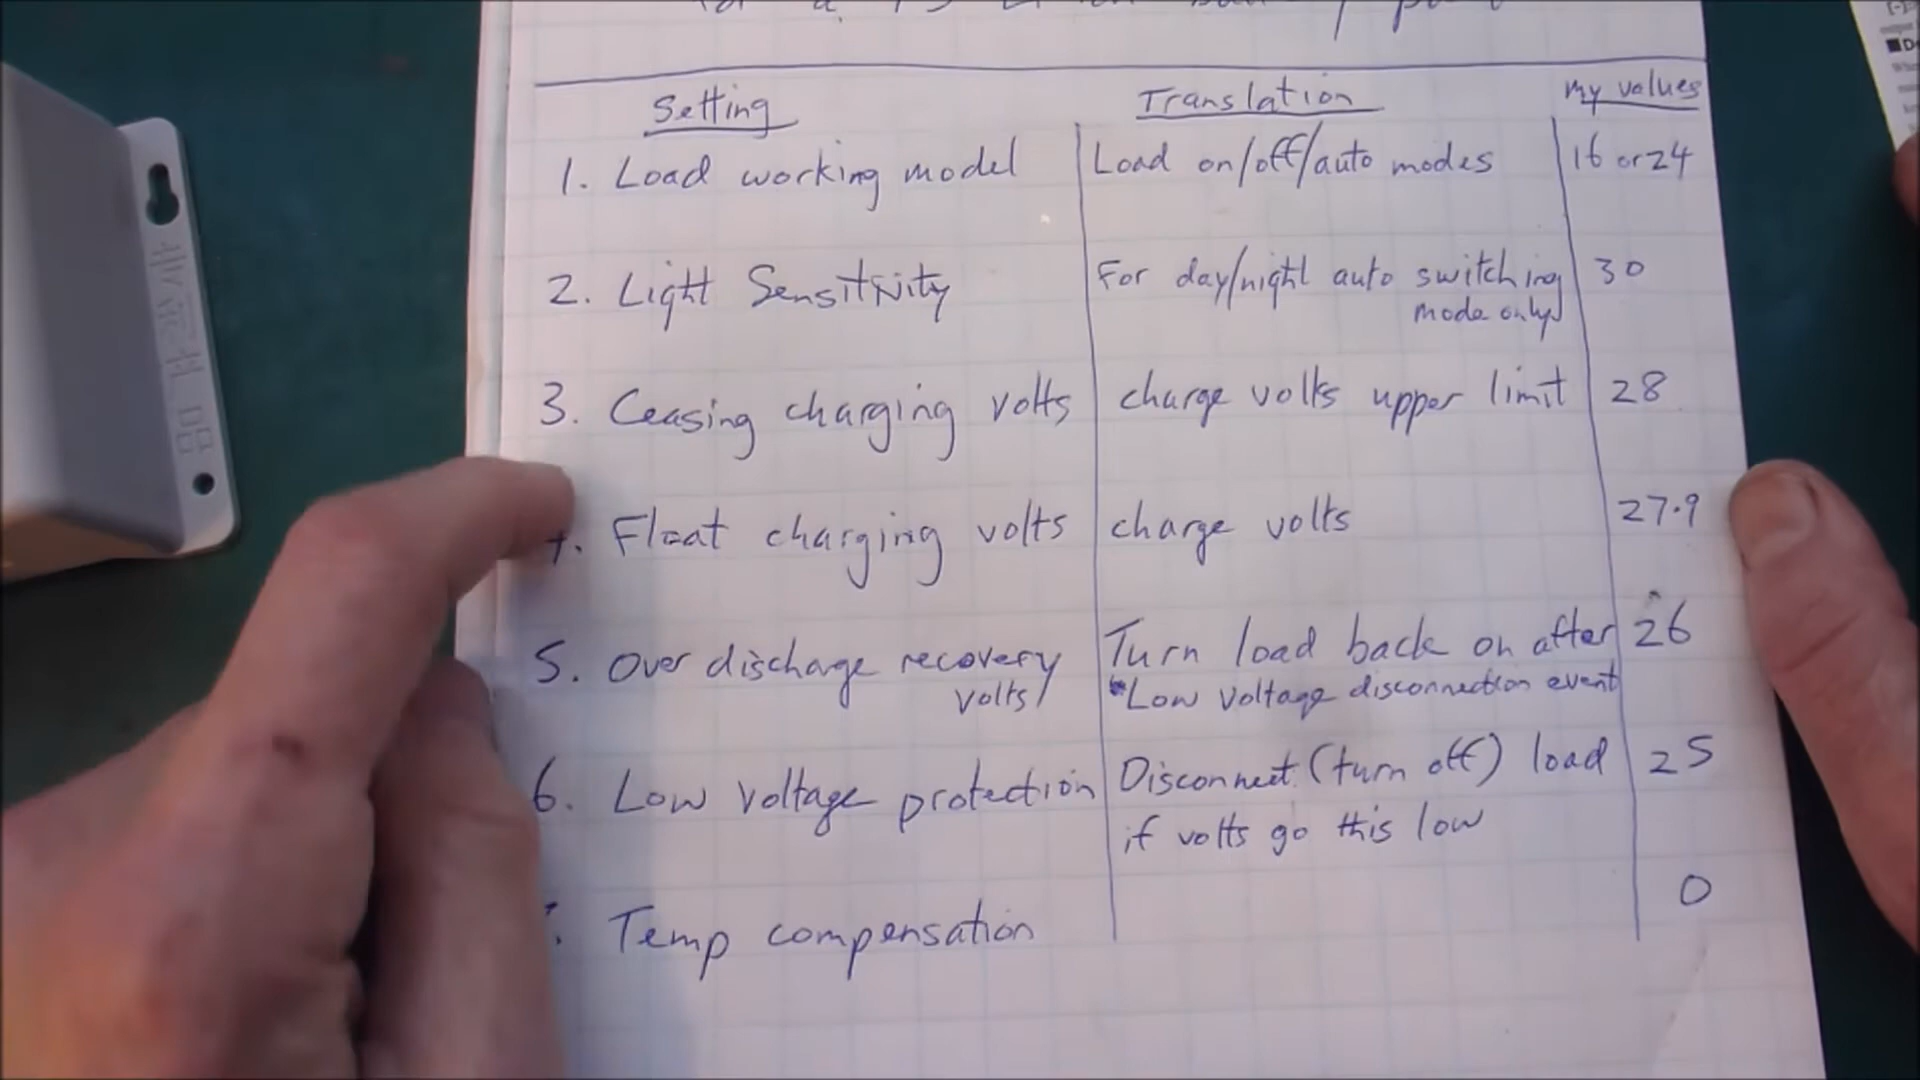 Setting Translation my values
1. Load working model Load on/off/auto modes 16 or 24
2. Light Sensitivity For day/night auto switching 30
mode only
3. Ceasing charging volts charge volts upper limit 28
4. Float charging volts charge volts 27.9
5. Over discharge recovery Turn load back on after 26
volts Low voltage disconnection event
6. Low voltage protection Disconnect (turn off) load 25
if volts go this low
Temp compensation 0